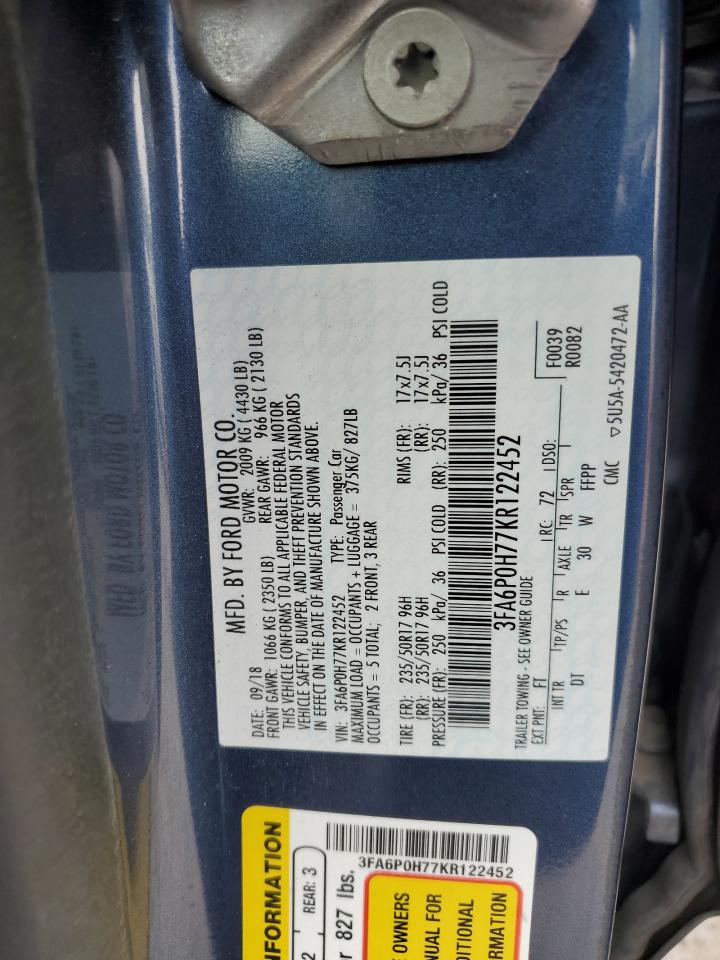 MFD. BY FORD MOTOR CO.
DATE: 09/18 GVWR: 2009 KG ( 4430 LB)
FRONT GAWR: 1066 KG ( 2350 LB) REAR GAWR: 966 KG ( 2130 LB)
THIS VEHICLE CONFORMS TO ALL APPLICABLE FEDERAL MOTOR
VEHICLE SAFETY, BUMPER, AND THEFT PREVENTION STANDARDS
IN EFFECT ON THE DATE OF MANUFACTURE SHOWN ABOVE.
VIN: 3FA6P0H77KR122452 TYPE: Passenger Car
MAXIMUM LOAD = OCCUPANTS + LUGGAGE = 375KG/ 827LB
OCCUPANTS = 5 TOTAL; 2 FRONT, 3 REAR
TIRE (FR): 235/50R17 96H RIMS (FR): 17x7.5J
(RR): 235/50R17 96H (RR): 17x7.5J
PRESSURE (FR): 250 kPa/ 36 PSI COLD (RR): 250 kPa/ 36 PSI COLD
3FA6P0H77KR122452
TRAILER TOWING - SEE OWNER GUIDE
EXT PNT: FT RC: 72 DSO: F0039
R0082
INT TR TP/PS R AXLE TR SPR
DT E 30 W FFPP
CMC ▽5U5A-5420472-AA
NFORMATION
2 REAR: 3
or 827 lbs.
3FA6P0H77KR122452
OWNERS
NUAL FOR
DITIONAL
RMATION